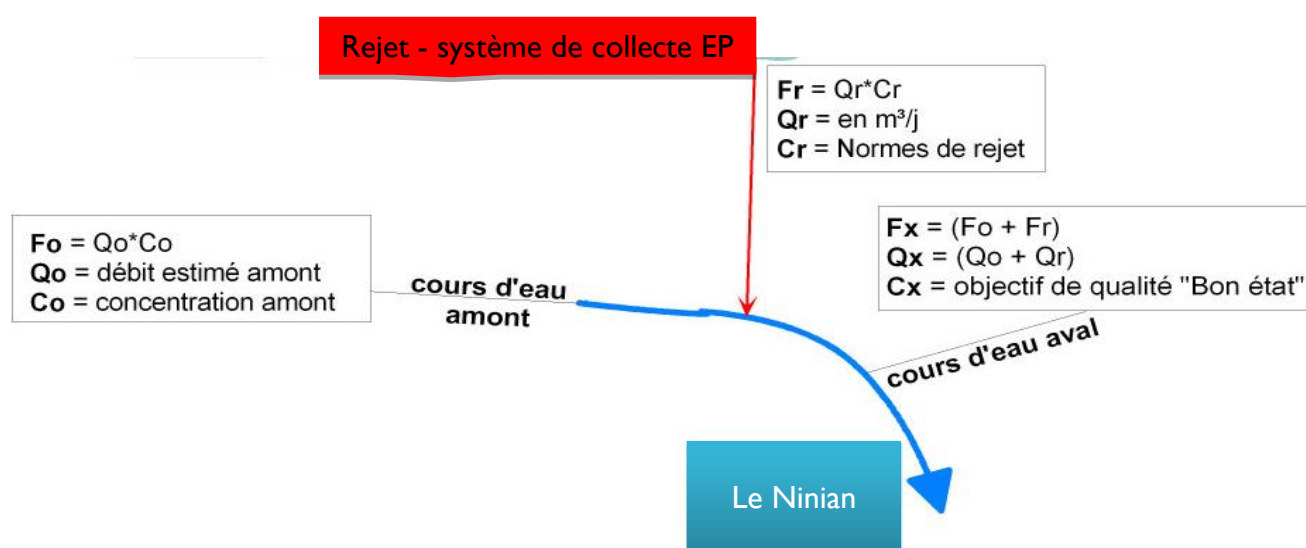 Rejet - système de collecte EP
Fr = Qr*Cr
Qr = en m³/j
Cr = Normes de rejet
Fo = Qo*Co
Qo = débit estimé amont
Co = concentration amont
cours d'eau
amont
Fx = (Fo + Fr)
Qx = (Qo + Qr)
Cx = objectif de qualité "Bon état"
cours d'eau aval
Le Ninian